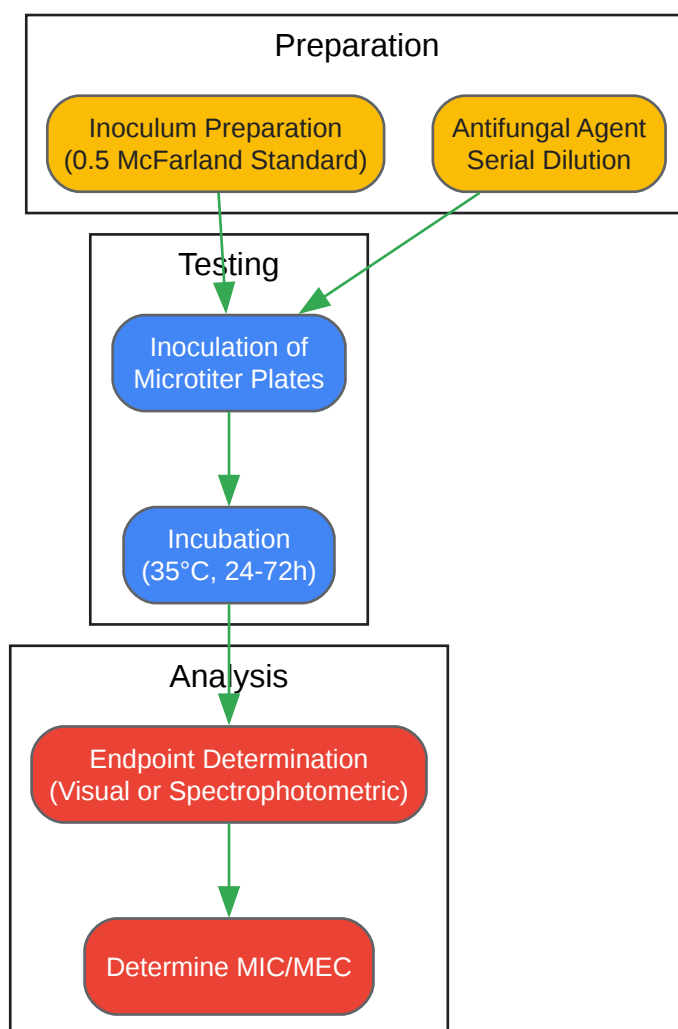 Preparation
Inoculum Preparation
(0.5 McFarland Standard)
Antifungal Agent
Serial Dilution
Testing
Inoculation of
Microtiter Plates
Incubation
(35°C, 24-72h)
Analysis
Endpoint Determination
(Visual or Spectrophotometric)
Determine MIC/MEC